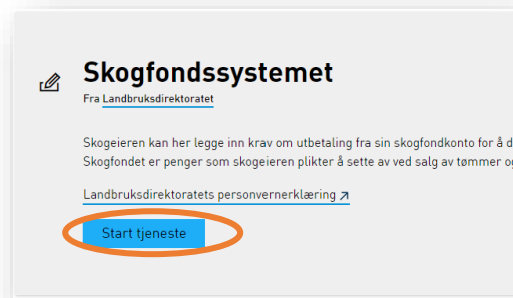 Skogfondssystemet
Fra Landbruksdirektoratet
Skogeieren kan her legge inn krav om utbetaling fra sin skogfondkonto for å d
Skogfondet er penger som skogeieren plikter å sette av ved salg av tømmer og
Landbruksdirektoratets personvernerklæring
Start tjeneste